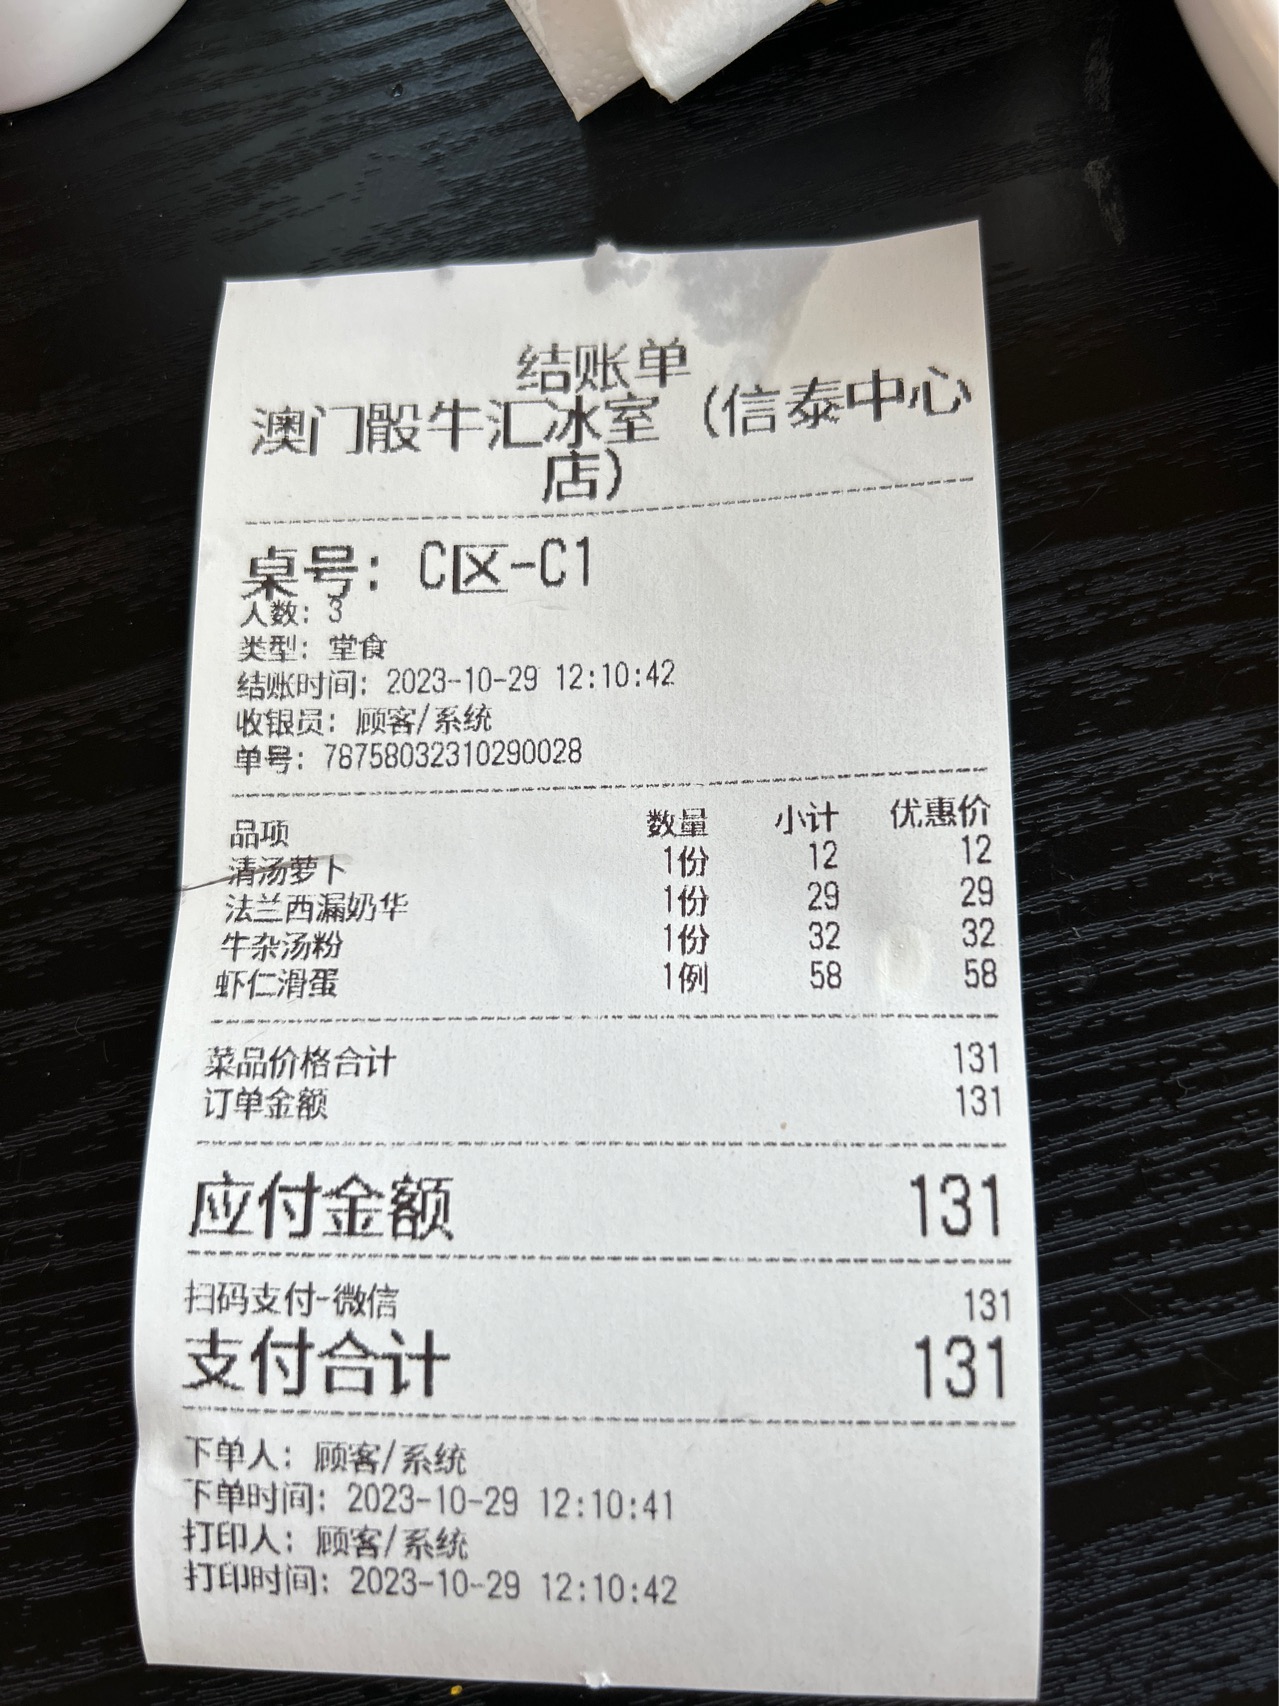 结账单
澳门骰牛汇冰室（信泰中心
店）
桌号：C区-C1
人数：3
类型：堂食
结账时间：2023-10-29 12:10:42
收银员：顾客/系统
单号：78758032310290028
品项 数量 小计 优惠价
清汤萝卜 1份 12 12
法兰西漏奶华 1份 29 29
牛杂汤粉 1份 32 32
虾仁滑蛋 1例 58 58
菜品价格合计 131
订单金额 131
应付金额 131
扫码支付-微信 131
支付合计 131
下单人：顾客/系统
下单时间：2023-10-29 12:10:41
打印人：顾客/系统
打印时间：2023-10-29 12:10:42